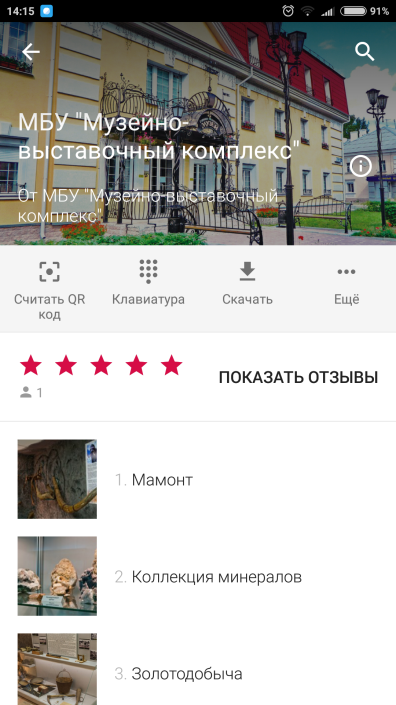 14:15
91%
МБУ "Музейно-
выставочный комплекс"
От МБУ "Музейно-выставочный
комплекс"
Считать QR
код
Клавиатура
Скачать
Ещё
ПОКАЗАТЬ ОТЗЫВЫ
1
1. Мамонт
2. Коллекция минералов
3. Золотодобыча